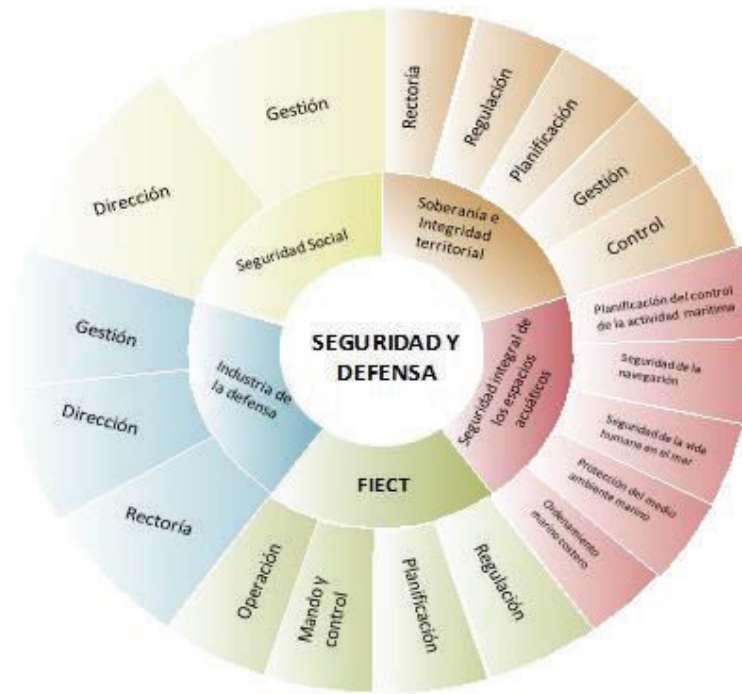 SEGURIDAD Y
DEFENSA
Soberanía e
Integridad
territorial
Rectoría
Regulación
Planificación
Gestión
Control
Seguridad integral de
los espacios
acuáticos
Planificación del control
de la actividad marítima
Seguridad de la
navegación
Seguridad de la vida
humano en el mar
Protección del medio
ambiente marino
Ordenamiento
marino costero
FIECT
Regulación
Planificación
Mando y
control
Operación
Industria de
la defensa
Rectoría
Dirección
Gestión
Seguridad Social
Dirección
Gestión